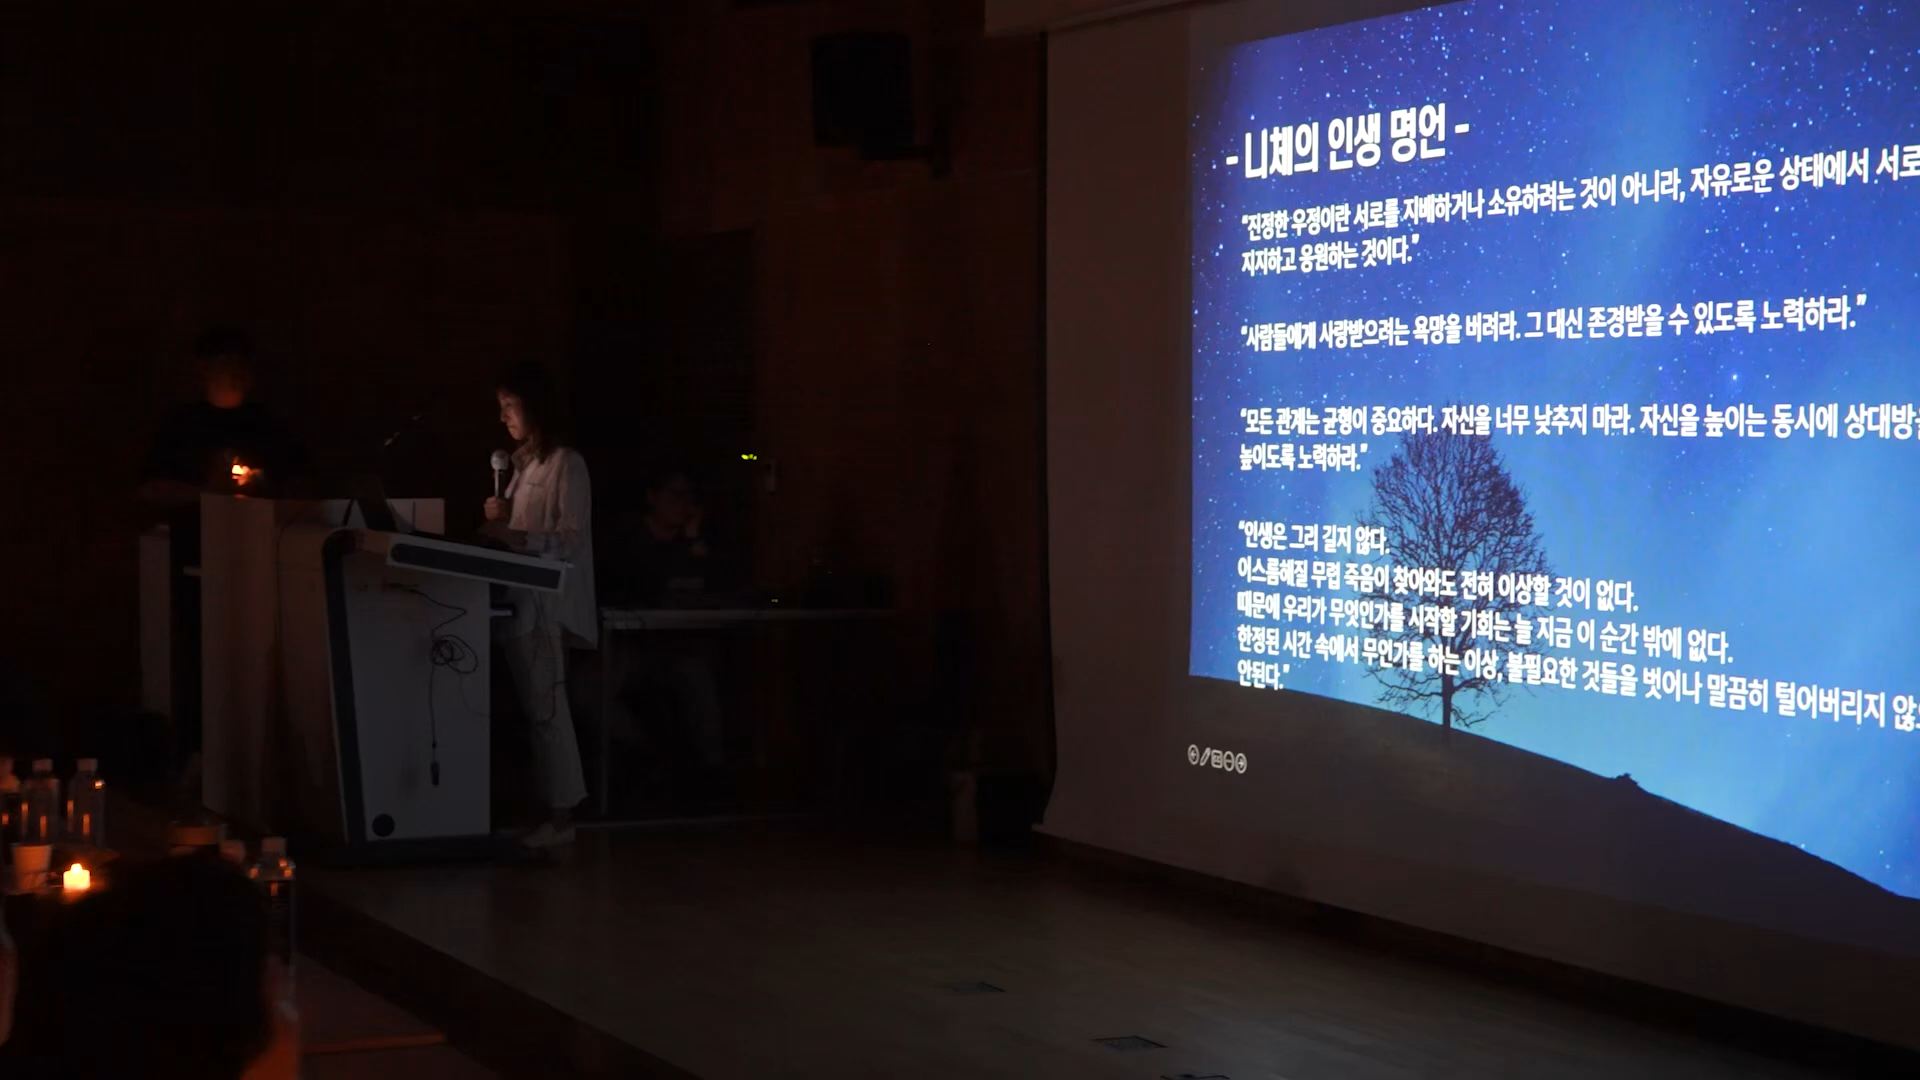 - 니체의 인생 명언 -
“진정한 우정이란 서로를 지배하거나 소유하려는 것이 아니라, 자유로운 상태에서 서로
지지하고 응원하는 것이다.”
“사람들에게 사랑받으려는 욕망을 버려라. 그 대신 존경받을 수 있도록 노력하라.”
“모든 관계는 균형이 중요하다. 자신을 너무 낮추지 마라. 자신을 높이는 동시에 상대방을
높이도록 노력하라.”
“인생은 그리 길지 않다.
어스름해질 무렵 죽음이 찾아와도 전혀 이상할 것이 없다.
때문에 우리가 무엇인가를 시작할 기회는 늘 지금 이 순간 밖에 없다.
한정된 시간 속에서 무언가를 하는 이상, 불필요한 것들을 벗어나 말끔히 털어버리지 않
안된다.”